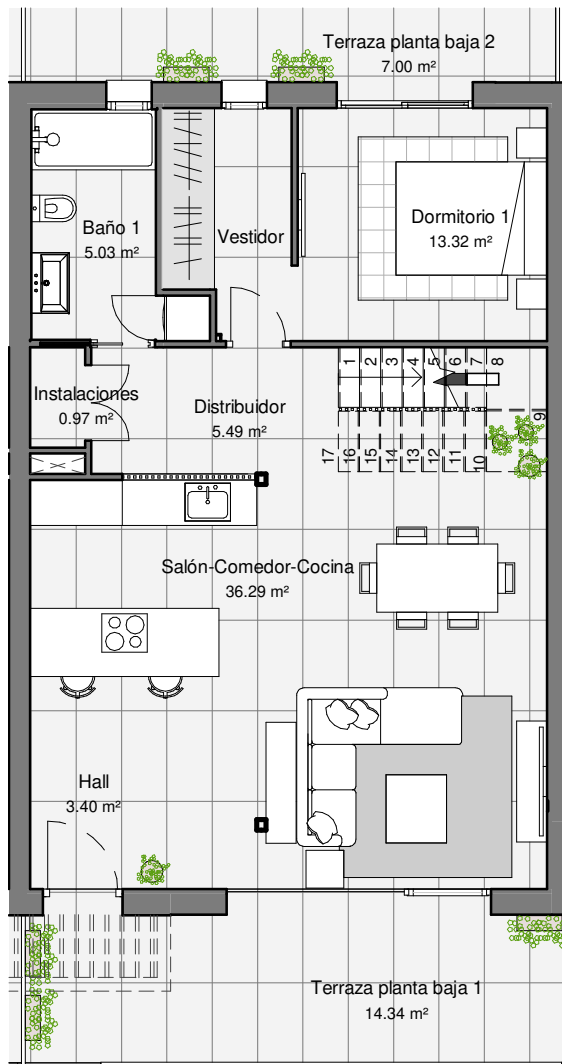 Terraza planta baja 2
7.00 m²
Baño 1
5.03 m²
Vestidor
Dormitorio 1
13.32 m²
1 2 3 4 5 6 7 8
9
Instalaciones
0.97 m²
Distribuidor
5.49 m²
17 16 15 14 13 12 11 10
Salón-Comedor-Cocina
36.29 m²
Hall
3.40 m²
Terraza planta baja 1
14.34 m²